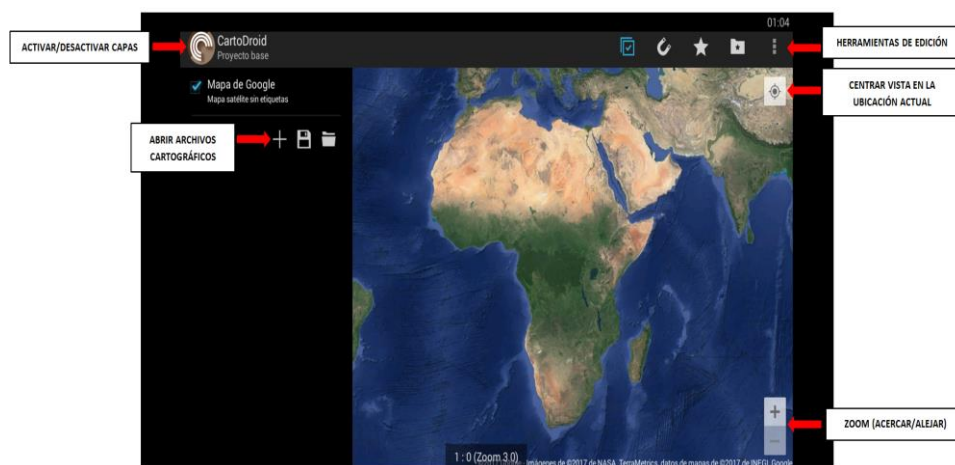 01:04
ACTIVAR/DESACTIVAR CAPAS
CartoDroid
Proyecto base
HERRAMIENTAS DE EDICIÓN
Mapa de Google
Mapa satélite sin etiquetas
CENTRAR VISTA EN LA
UBICACIÓN ACTUAL
ABRIR ARCHIVOS
CARTOGRÁFICOS
ZOOM (ACERCAR/ALEJAR)
1 : 0 (Zoom 3.0)
Imágenes de ©2017 de NASA, TerraMetrics, datos de mapas de ©2017 de INEGI, Google